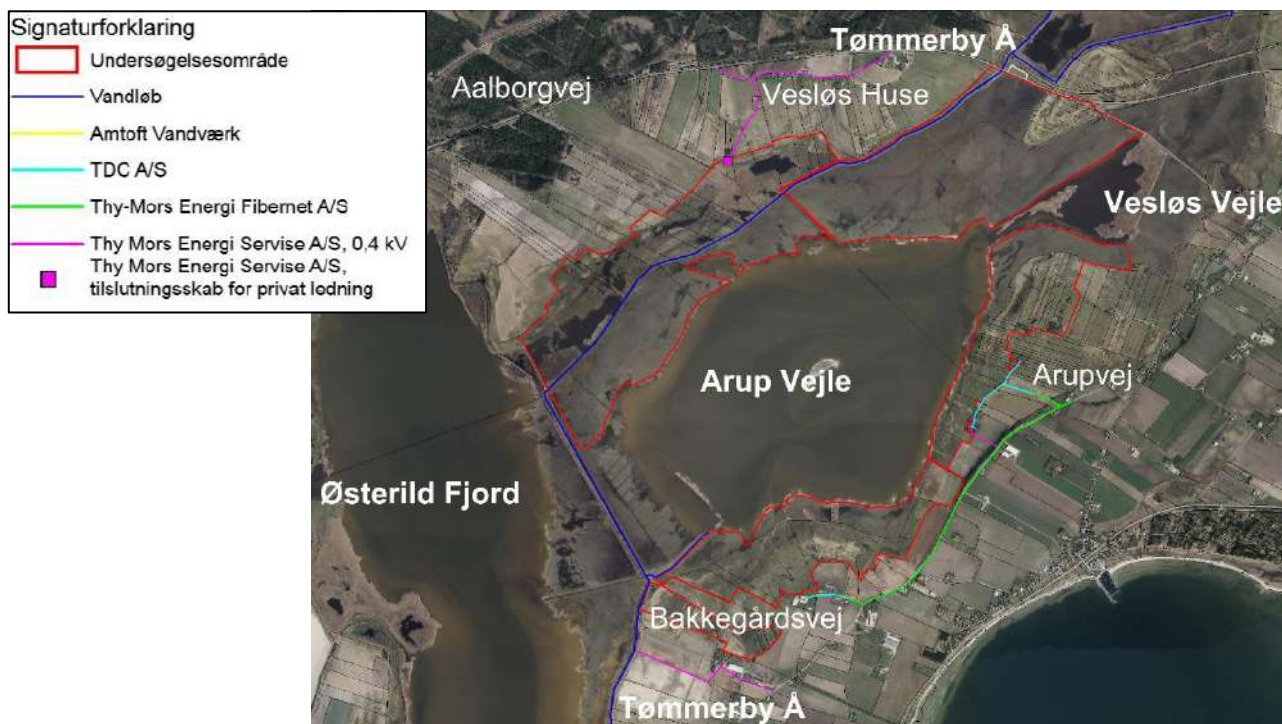 Signaturforklaring
Undersøgelsesområde
Vandløb
Amtoft Vandværk
TDC A/S
Thy-Mors Energi Fibernet A/S
Thy Mors Energi Servise A/S, 0,4 kV
Thy Mors Energi Servise A/S,
tilslutningsskab for privat lødning
Tømmerby Å
Aalborgvej
Vesløs Huse
Vesløs Vejle
Arup Vejle
Arupvej
Østerild Fjord
Bakkegårdsvej
Tømmerby Å